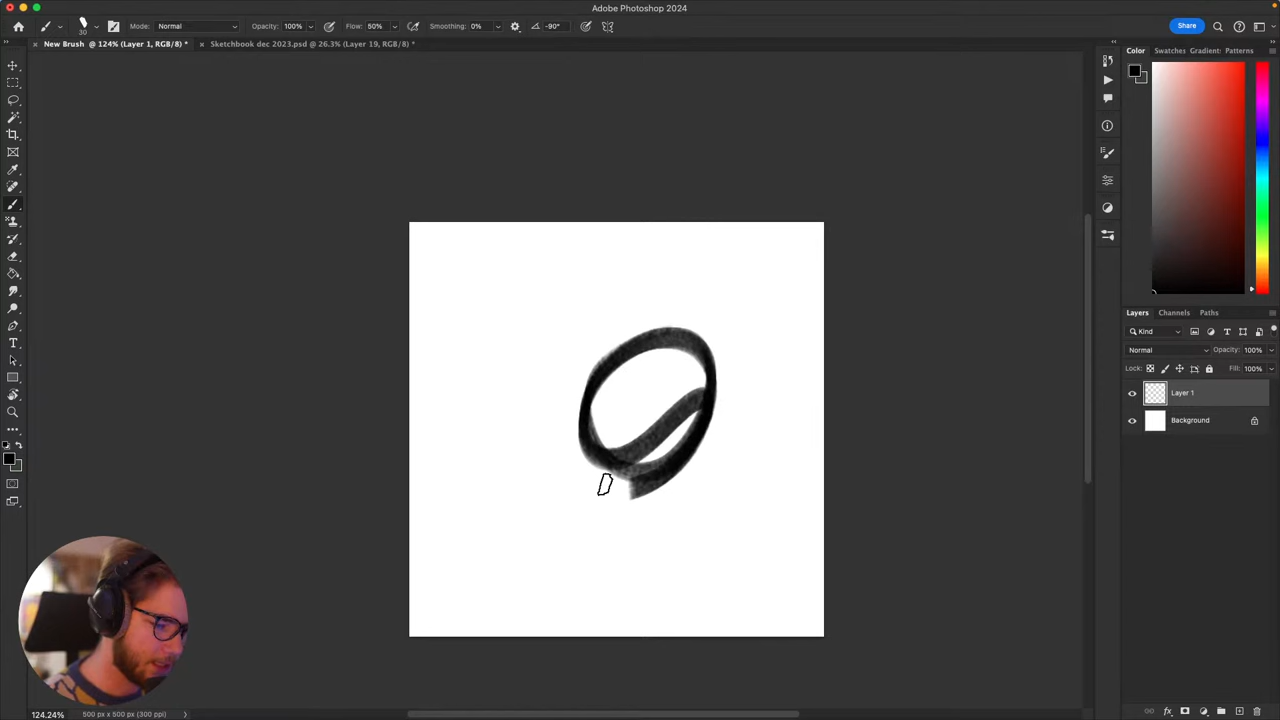 Adobe Photoshop 2024
30
Mode: Normal
Opacity: 100%
Flow: 50%
Smoothing: 0%
-90°
Share
New Brush @ 124% (Layer 1, RGB/8) *
Sketchbook dec 2023.psd @ 26.3% (Layer 19, RGB/8) *
Color
Swatches
Gradient:
Patterns
Layers
Channels
Paths
Kind
Normal
Opacity: 100%
Lock:
Fill: 100%
Layer 1
Background
124.24%
500 px x 500 px (300 ppi)